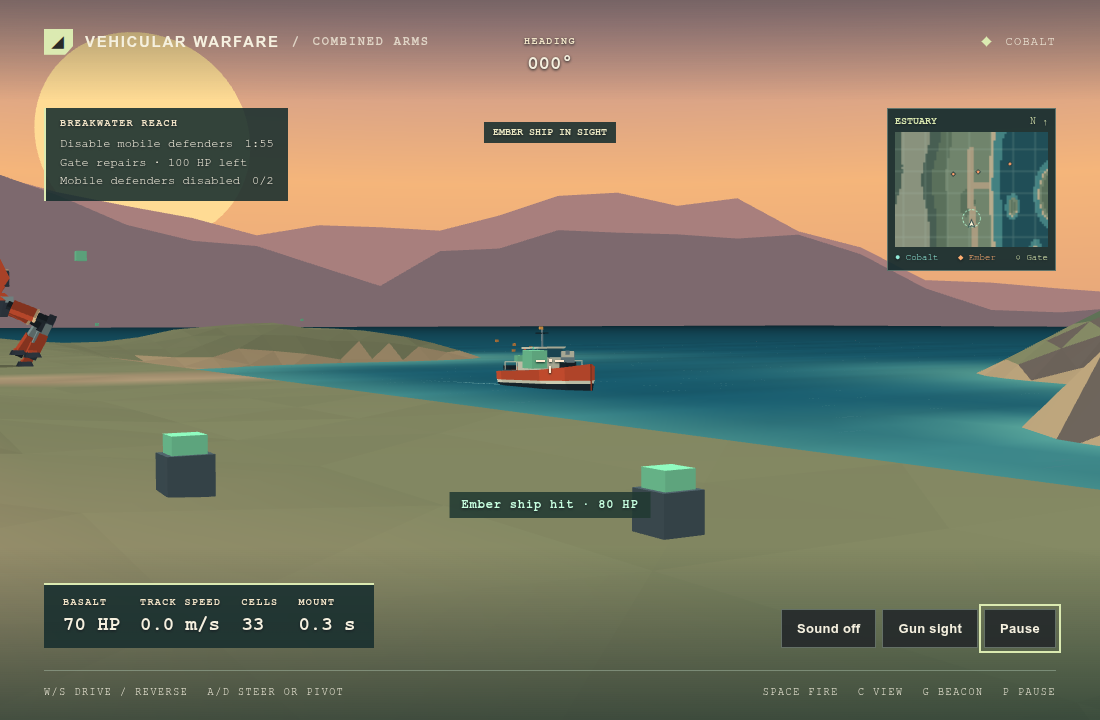 VEHICULAR WARFARE / COMBINED ARMS
HEADING
000°
COBALT
BREAKWATER REACH
Disable mobile defenders 1:55
Gate repairs · 100 HP left
Mobile defenders disabled 0/2
EMBER SHIP IN SIGHT
ESTUARY N ↑
Cobalt Ember Gate
Ember ship hit · 80 HP
BASALT TRACK SPEED CELLS MOUNT
70 HP 0.0 m/s 33 0.3 s
Sound off Gun sight Pause
W/S DRIVE / REVERSE A/D STEER OR PIVOT
SPACE FIRE C VIEW G BEACON P PAUSE